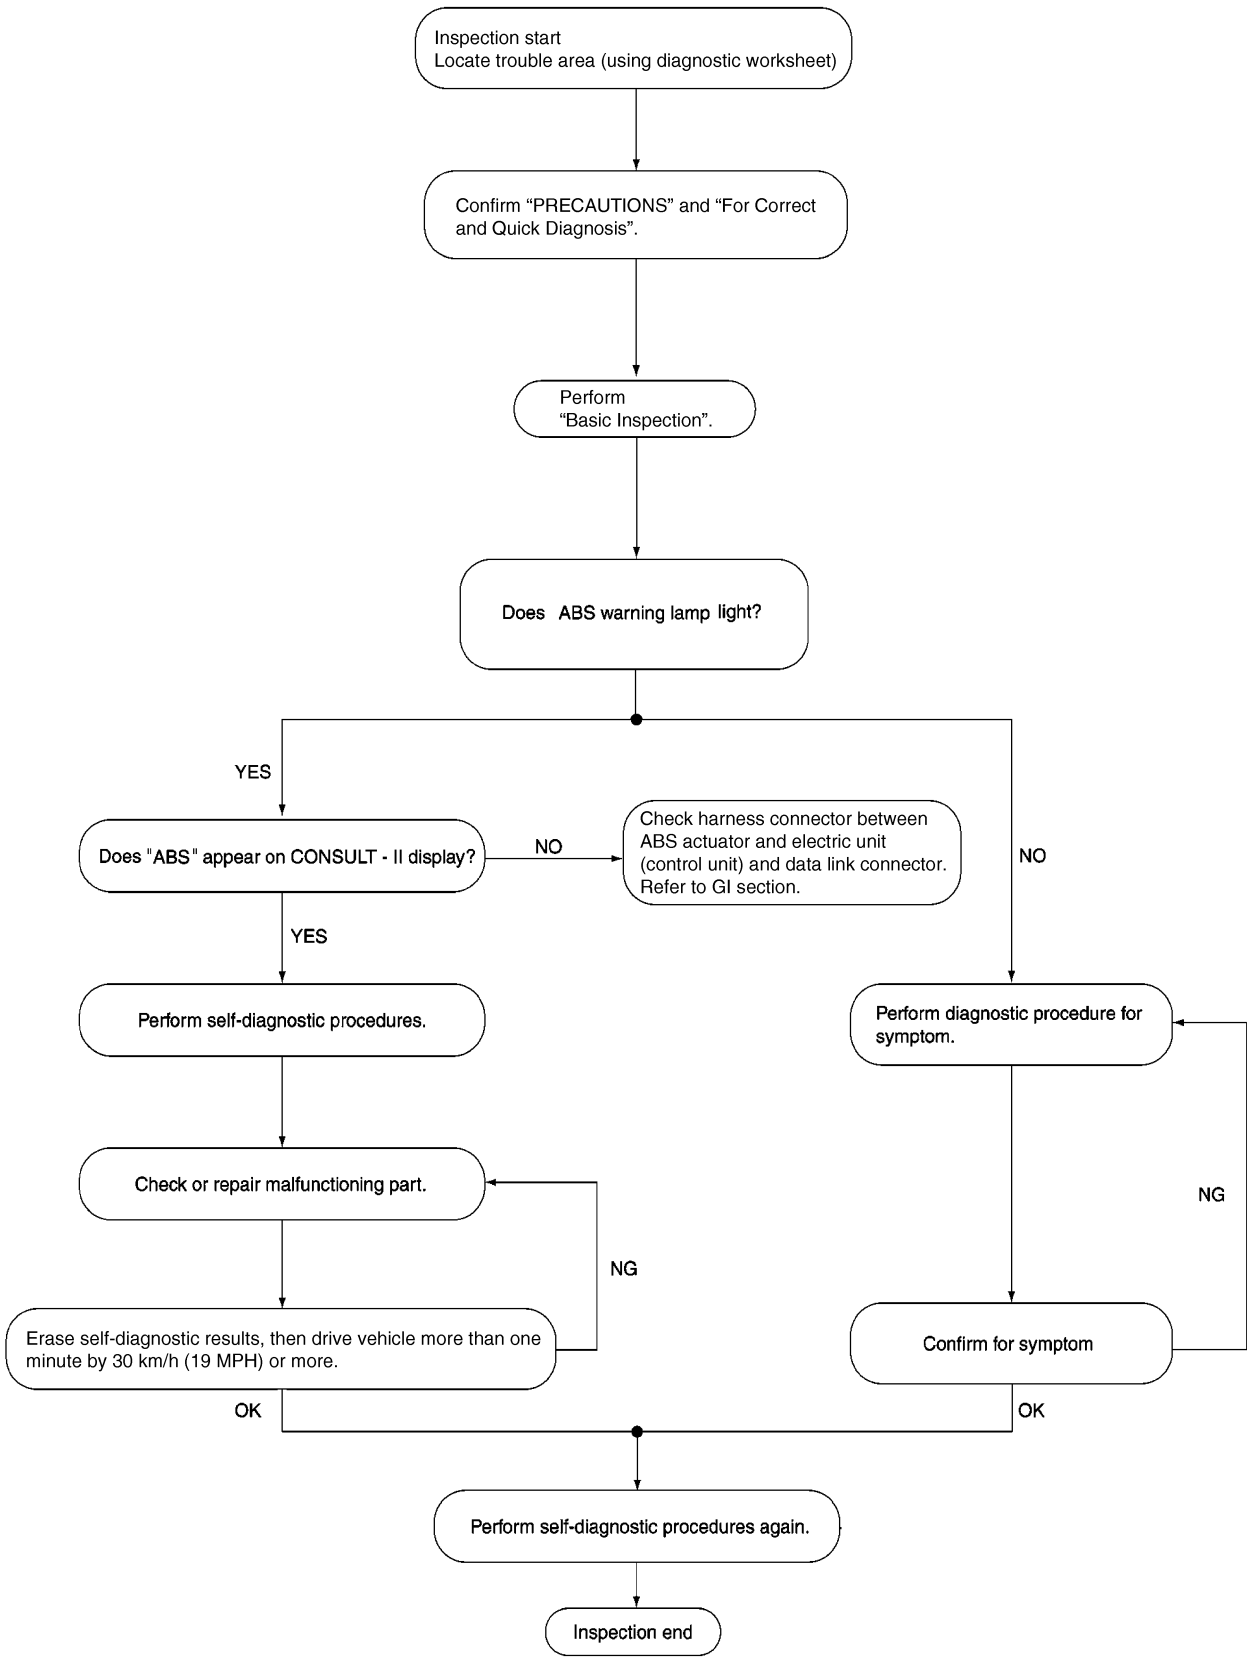 Inspection start
Locate trouble area (using diagnostic worksheet)
Confirm “PRECAUTIONS” and “For Correct
and Quick Diagnosis”.
Perform
“Basic Inspection”.
Does ABS warning lamp light?
YES
NO
Does "ABS" appear on CONSULT - II display?
NO
Check harness connector between
ABS actuator and electric unit
(control unit) and data link connector.
Refer to GI section.
YES
Perform self-diagnostic procedures.
Perform diagnostic procedure for
symptom.
Check or repair malfunctioning part.
NG
NG
Erase self-diagnostic results, then drive vehicle more than one
minute by 30 km/h (19 MPH) or more.
Confirm for symptom
OK
OK
Perform self-diagnostic procedures again.
Inspection end